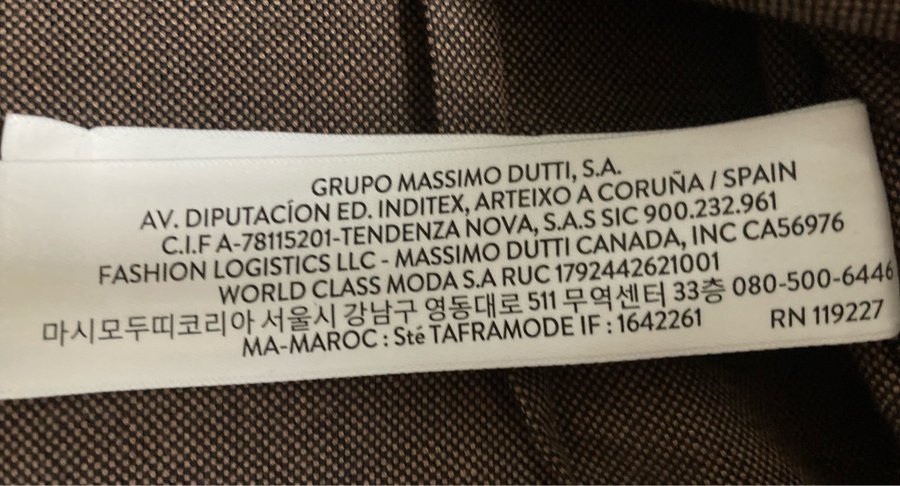 GRUPO MASSIMO DUTTI, S.A.
AV. DIPUTACÍON ED. INDITEX, ARTEIXO A CORUÑA / SPAIN
C.I.F A-78115201-TENDENZA NOVA, S.A.S SIC 900.232.961
FASHION LOGISTICS LLC - MASSIMO DUTTI CANADA, INC CA56976
WORLD CLASS MODA S.A RUC 1792442621001
마시모두띠코리아 서울시 강남구 영동대로 511 무역센터 33층 080-500-6446
MA-MAROC : Sté TAFRAMODE IF : 1642261 RN 119227